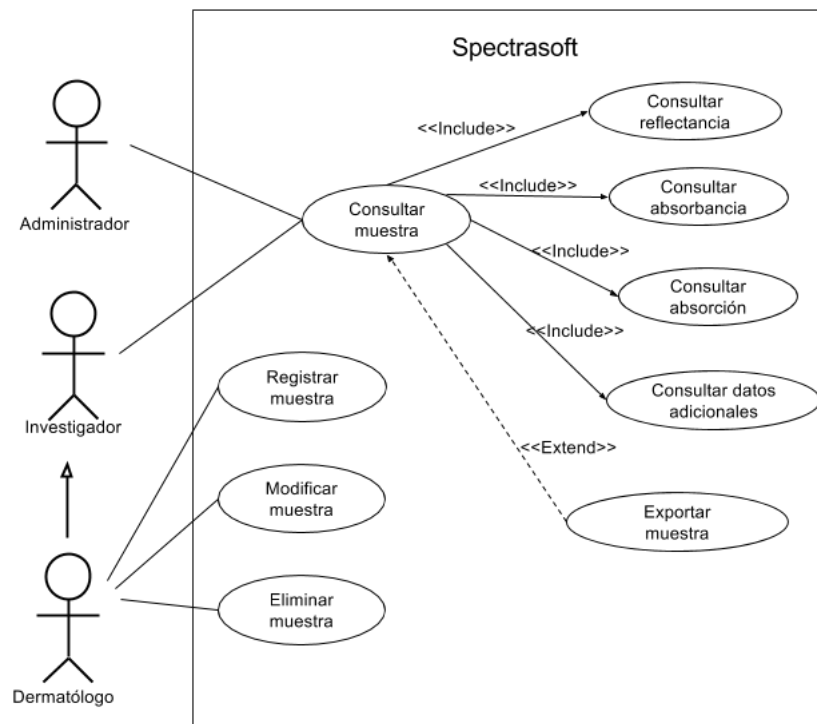 Spectrasoft
Administrador
Investigador
Dermatólogo
Consultar
muestra
Registrar
muestra
Modificar
muestra
Eliminar
muestra
<<Include>>
Consultar
reflectancia
<<Include>>
Consultar
absorbancia
<<Include>>
Consultar
absorción
<<Include>>
Consultar datos
adicionales
<<Extend>>
Exportar
muestra